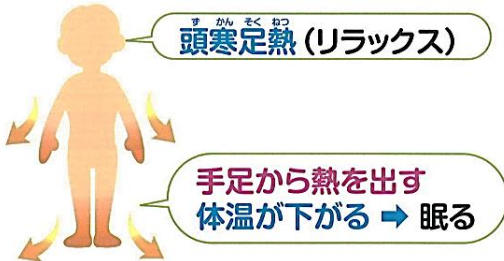 頭寒足熱（リラックス）
ず かん そく ねつ
手足から熱を出す
体温が下がる ➡ 眠る